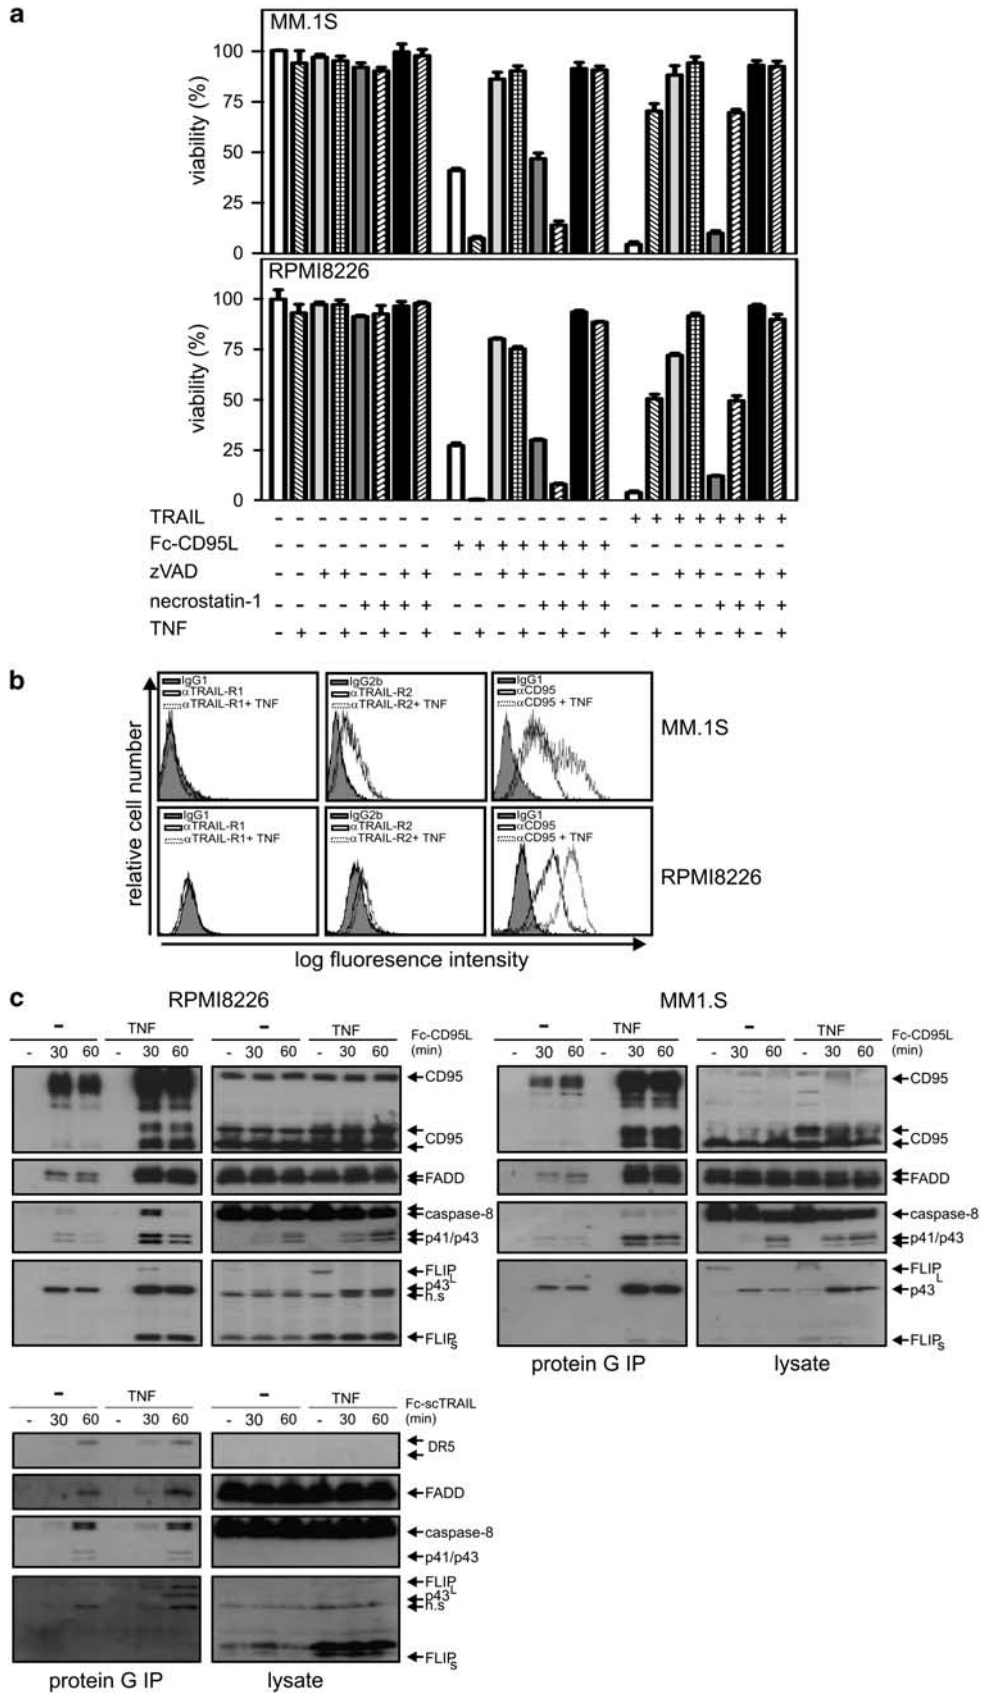 a
MM.1S
viability (%)
100
75
50
25
0
RPMI8226
viability (%)
100
75
50
25
0
TRAIL - - - - - - - - - - - - - - - - + + + + + + + +
Fc-CD95L - - - - - - - - + + + + + + + + - - - - - - - -
zVAD - - + + - - + + - - + + - - + + - - + + - - + +
necrostatin-1 - - - - + + + + - - - - + + + + - - - - + + + +
TNF - + - + - + - + - + - + - + - + - + - + - + - +
b
relative cell number
IgG1
αTRAIL-R1
αTRAIL-R1+ TNF
IgG2b
αTRAIL-R2
αTRAIL-R2+ TNF
IgG1
αCD95
αCD95 + TNF
MM.1S
IgG1
αTRAIL-R1
αTRAIL-R1+ TNF
IgG2b
αTRAIL-R2
αTRAIL-R2+ TNF
IgG1
αCD95
αCD95 + TNF
RPMI8226
log fluoresence intensity
c
RPMI8226
- TNF - TNF Fc-CD95L
- 30 60 - 30 60 - 30 60 - 30 60 (min)
CD95
CD95
FADD
caspase-8
p41/p43
FLIPL
p43
h.s
FLIPS
MM1.S
- TNF - TNF Fc-CD95L
- 30 60 - 30 60 - 30 60 - 30 60 (min)
CD95
CD95
FADD
caspase-8
p41/p43
FLIPL
p43
FLIPS
protein G IP lysate
- TNF - TNF Fc-scTRAIL
- 30 60 - 30 60 - 30 60 - 30 60 (min)
DR5
FADD
caspase-8
p41/p43
FLIPL
p43
h.s
FLIPS
protein G IP lysate